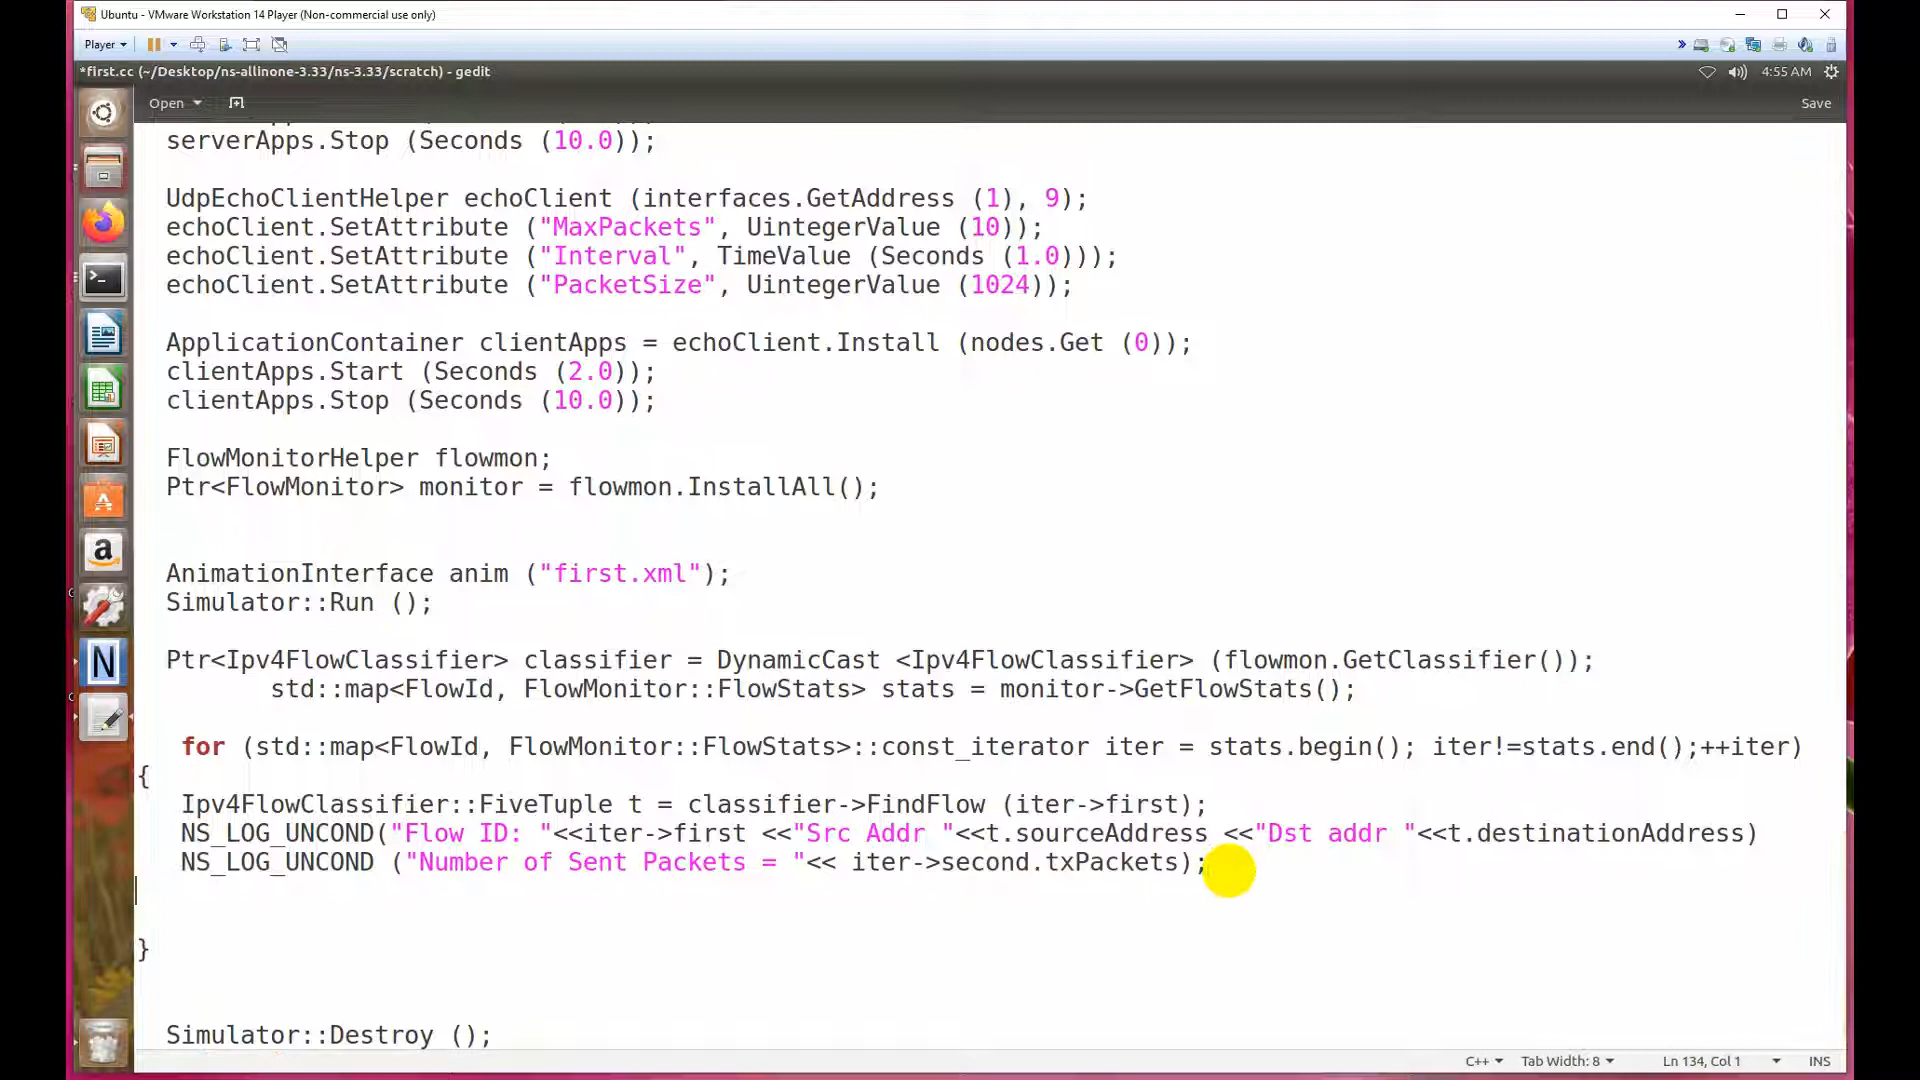 Ubuntu - VMware Workstation 14 Player (Non-commercial use only)
Player
*first.cc (~/Desktop/ns-allinone-3.33/ns-3.33/scratch) - gedit
4:55 AM
Open
Save
serverApps.Stop (Seconds (10.0));
UdpEchoClientHelper echoClient (interfaces.GetAddress (1), 9);
echoClient.SetAttribute ("MaxPackets", UintegerValue (10));
echoClient.SetAttribute ("Interval", TimeValue (Seconds (1.0)));
echoClient.SetAttribute ("PacketSize", UintegerValue (1024));
ApplicationContainer clientApps = echoClient.Install (nodes.Get (0));
clientApps.Start (Seconds (2.0));
clientApps.Stop (Seconds (10.0));
FlowMonitorHelper flowmon;
Ptr<FlowMonitor> monitor = flowmon.InstallAll();
AnimationInterface anim ("first.xml");
Simulator::Run ();
Ptr<Ipv4FlowClassifier> classifier = DynamicCast <Ipv4FlowClassifier> (flowmon.GetClassifier());
std::map<FlowId, FlowMonitor::FlowStats> stats = monitor->GetFlowStats();
for (std::map<FlowId, FlowMonitor::FlowStats>::const_iterator iter = stats.begin(); iter!=stats.end();++iter)
{
Ipv4FlowClassifier::FiveTuple t = classifier->FindFlow (iter->first);
NS_LOG_UNCOND("Flow ID: "<<iter->first <<"Src Addr "<<t.sourceAddress <<"Dst addr "<<t.destinationAddress)
NS_LOG_UNCOND ("Number of Sent Packets = "<< iter->second.txPackets);
}
Simulator::Destroy ();
C++
Tab Width: 8
Ln 134, Col 1
INS